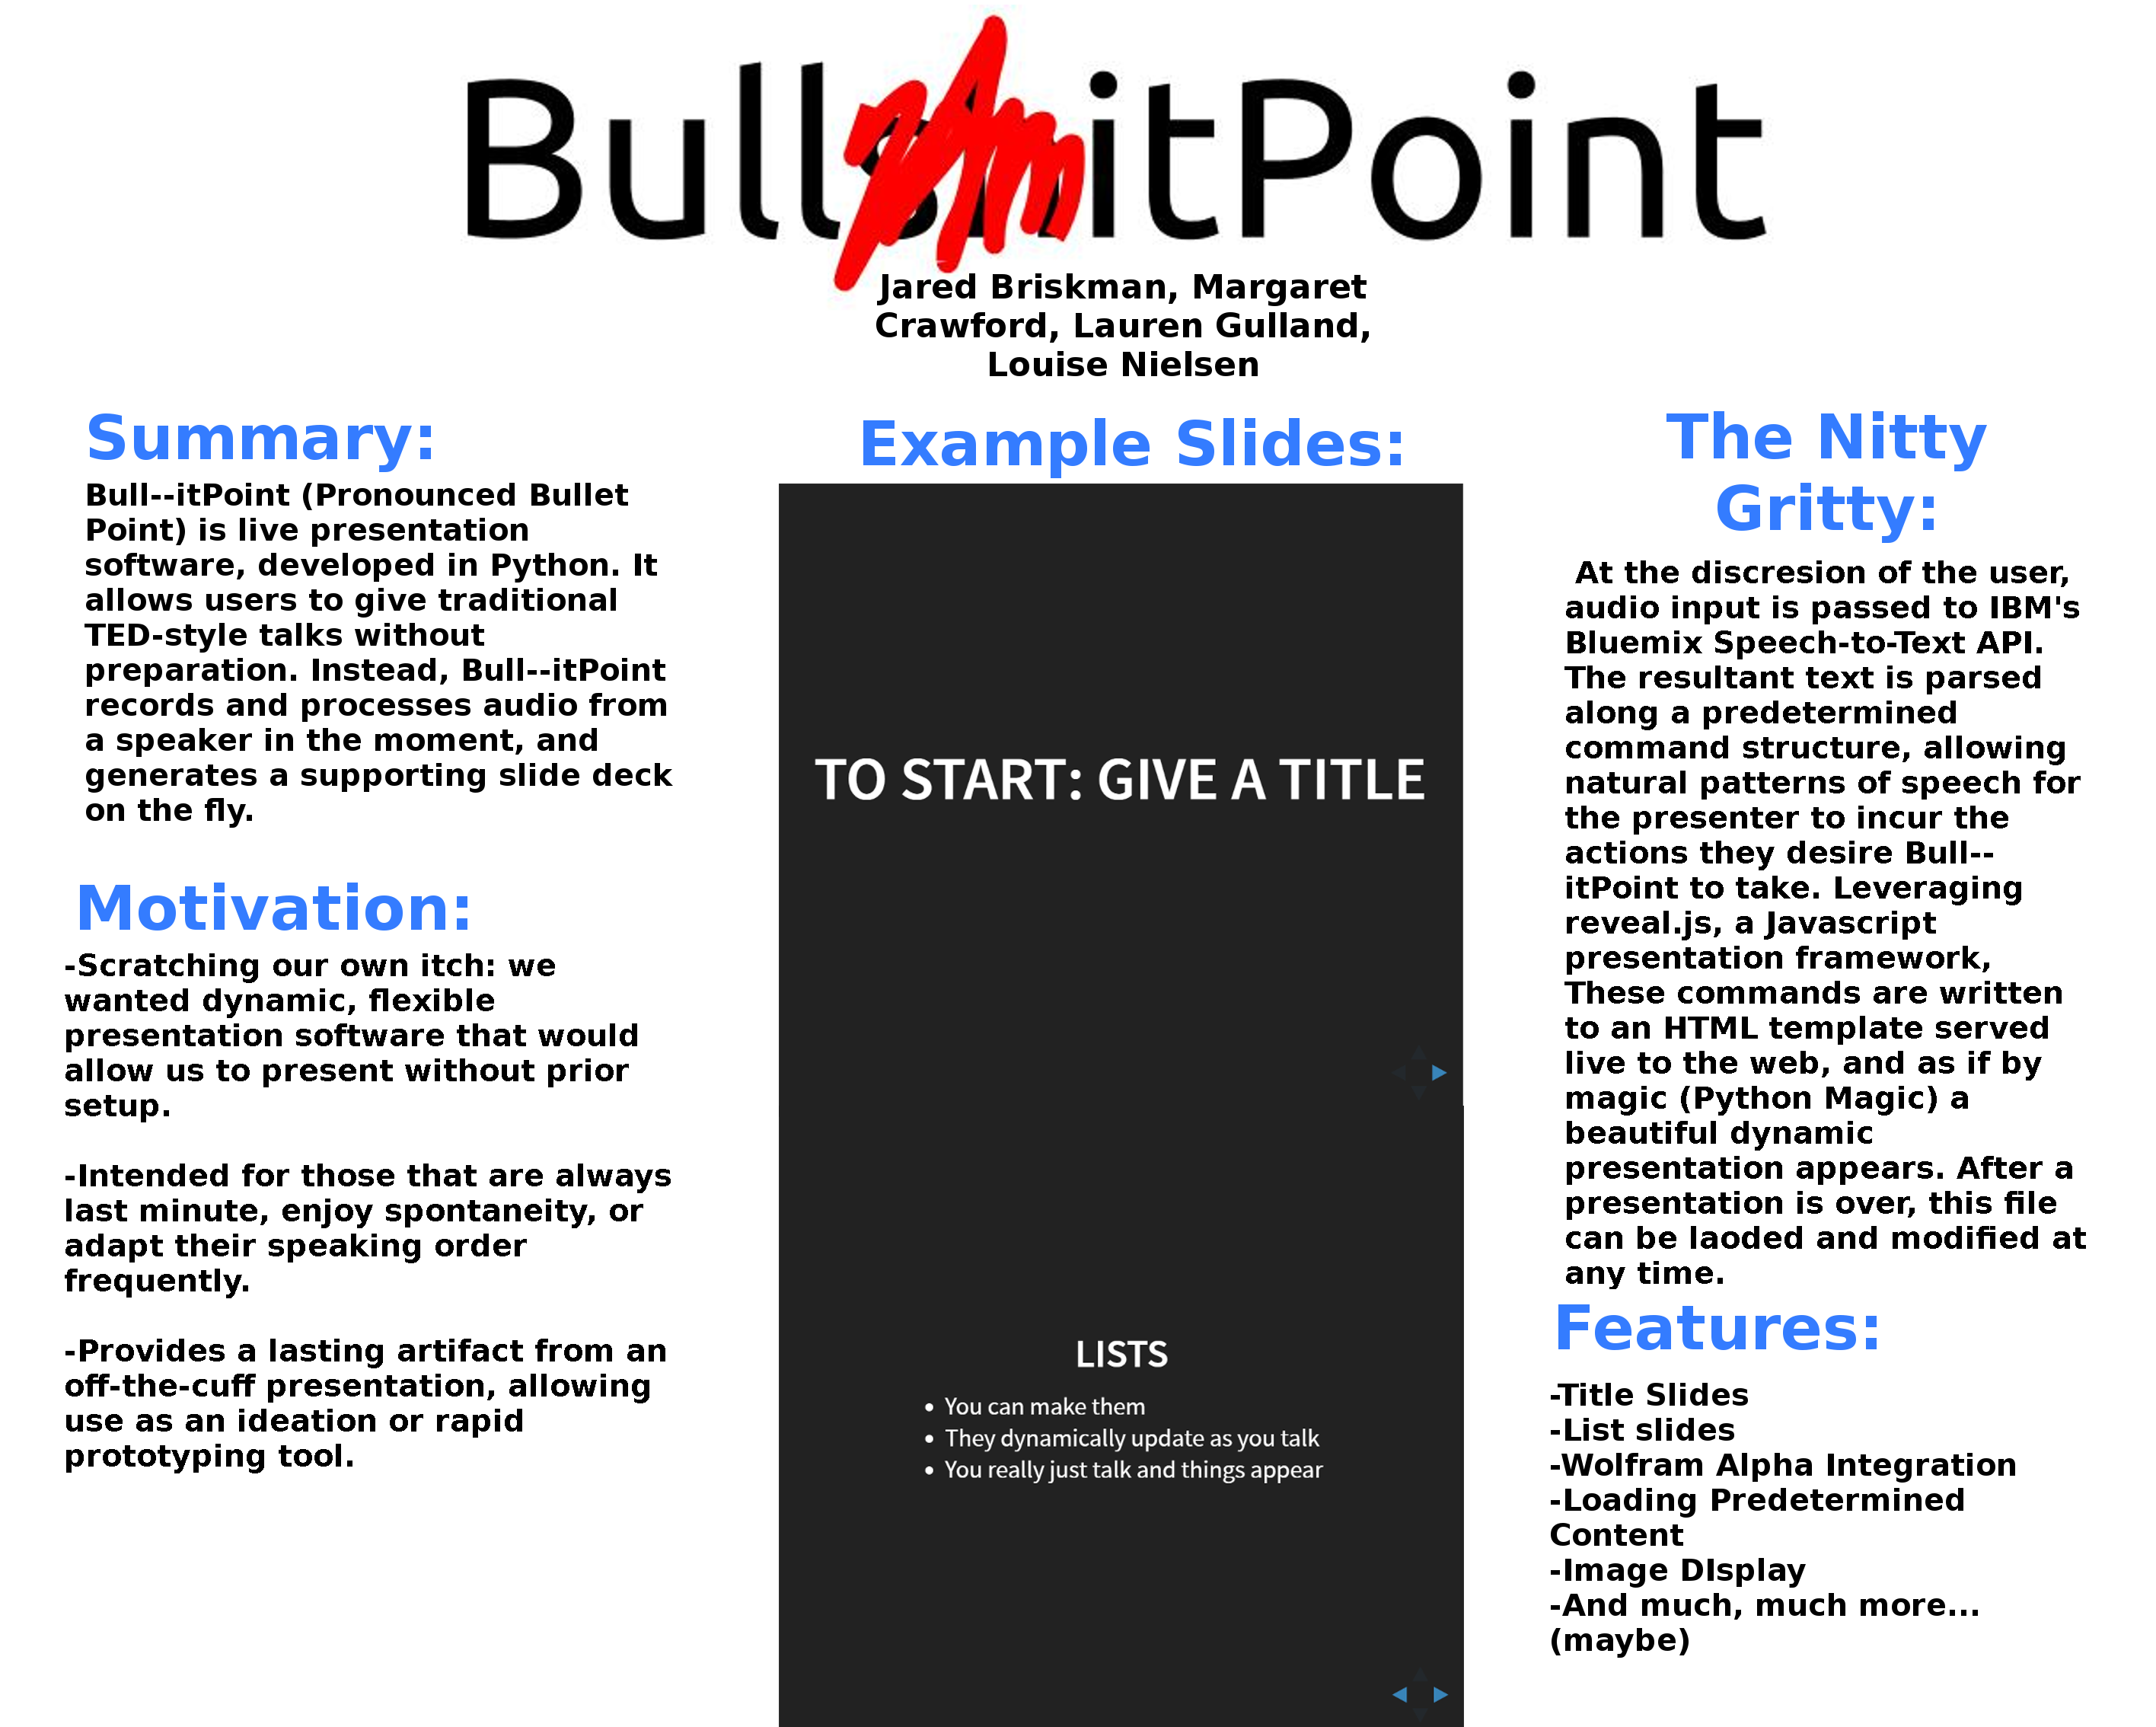 BullshitPoint
Jared Briskman, Margaret
Crawford, Lauren Gulland,
Louise Nielsen
Summary:
Bull--itPoint (Pronounced Bullet
Point) is live presentation
software, developed in Python. It
allows users to give traditional
TED-style talks without
preparation. Instead, Bull--itPoint
records and processes audio from
a speaker in the moment, and
generates a supporting slide deck
on the fly.
Motivation:
-Scratching our own itch: we
wanted dynamic, flexible
presentation software that would
allow us to present without prior
setup.
-Intended for those that are always
last minute, enjoy spontaneity, or
adapt their speaking order
frequently.
-Provides a lasting artifact from an
off-the-cuff presentation, allowing
use as an ideation or rapid
prototyping tool.
Example Slides:
TO START: GIVE A TITLE
LISTS
• You can make them
• They dynamically update as you talk
• You really just talk and things appear
The Nitty
Gritty:
At the discresion of the user,
audio input is passed to IBM's
Bluemix Speech-to-Text API.
The resultant text is parsed
along a predetermined
command structure, allowing
natural patterns of speech for
the presenter to incur the
actions they desire Bull--
itPoint to take. Leveraging
reveal.js, a Javascript
presentation framework,
These commands are written
to an HTML template served
live to the web, and as if by
magic (Python Magic) a
beautiful dynamic
presentation appears. After a
presentation is over, this file
can be laoded and modified at
any time.
Features:
-Title Slides
-List slides
-Wolfram Alpha Integration
-Loading Predetermined
Content
-Image DIsplay
-And much, much more...
(maybe)